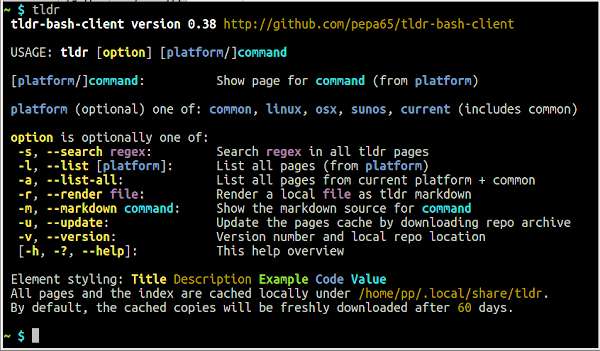 ~ $ tldr
tldr-bash-client version 0.38 http://github.com/pepa65/tldr-bash-client
USAGE: tldr [option] [platform/]command
[platform/]command: Show page for command (from platform)
platform (optional) one of: common, linux, osx, sunos, current (includes common)
option is optionally one of:
-s, --search regex: Search regex in all tldr pages
-l, --list [platform]: List all pages (from platform)
-a, --list-all: List all pages from current platform + common
-r, --render file: Render a local file as tldr markdown
-m, --markdown command: Show the markdown source for command
-u, --update: Update the pages cache by downloading repo archive
-v, --version: Version number and local repo location
[-h, -?, --help]: This help overview
Element styling: Title Description Example Code Value
All pages and the index are cached locally under /home/pp/.local/share/tldr.
By default, the cached copies will be freshly downloaded after 60 days.
~ $